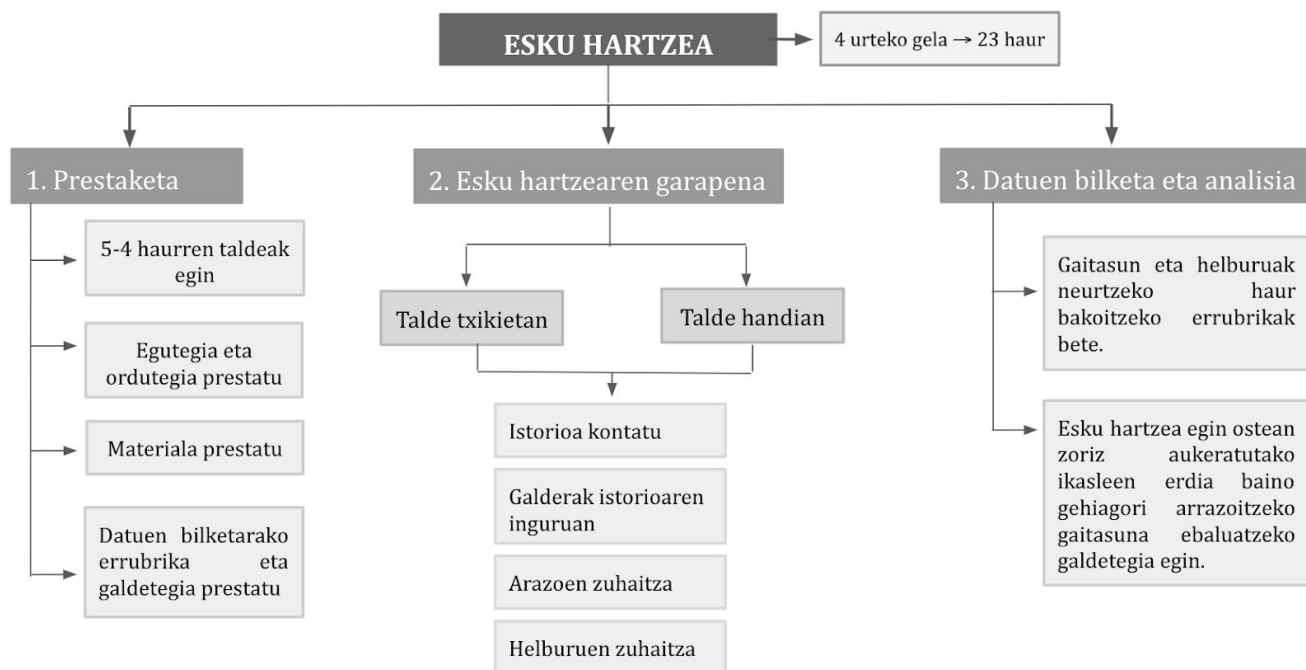 ESKU HARTZEA
4 urteko gela → 23 haur
1. Prestaketa
5-4 haurren taldeak
egin
Egutegia eta
ordutegia prestatu
Materiala prestatu
Datuen bilketarako
errubrika eta
galdetegia prestatu
2. Esku hartzearen garapena
Talde txikietan
Talde handian
Istorioa kontatu
Galderak istorioaren
inguruan
Arazoen zuhaitza
Helburuen zuhaitza
3. Datuen bilketa eta analisia
Gaitasun eta helburuak
neurtzeko haur
bakoitzeko errubrikak
bete.
Esku hartzea egin ostean
zoriz aukeratutako
ikasleen erdia baino
gehiagori arrazoitzeko
gaitasuna ebaluatzeko
galdetegia egin.